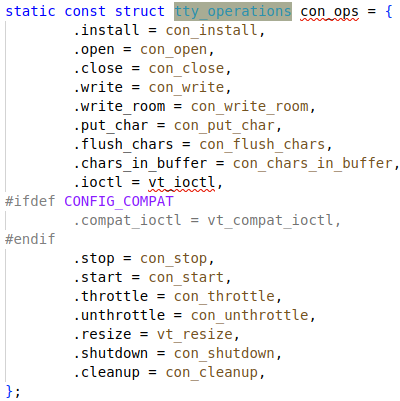 static const struct tty_operations con_ops = {
        .install = con_install,
        .open = con_open,
        .close = con_close,
        .write = con_write,
        .write_room = con_write_room,
        .put_char = con_put_char,
        .flush_chars = con_flush_chars,
        .chars_in_buffer = con_chars_in_buffer,
        .ioctl = vt_ioctl,
#ifdef CONFIG_COMPAT
        .compat_ioctl = vt_compat_ioctl,
#endif
        .stop = con_stop,
        .start = con_start,
        .throttle = con_throttle,
        .unthrottle = con_unthrottle,
        .resize = vt_resize,
        .shutdown = con_shutdown,
        .cleanup = con_cleanup,
};